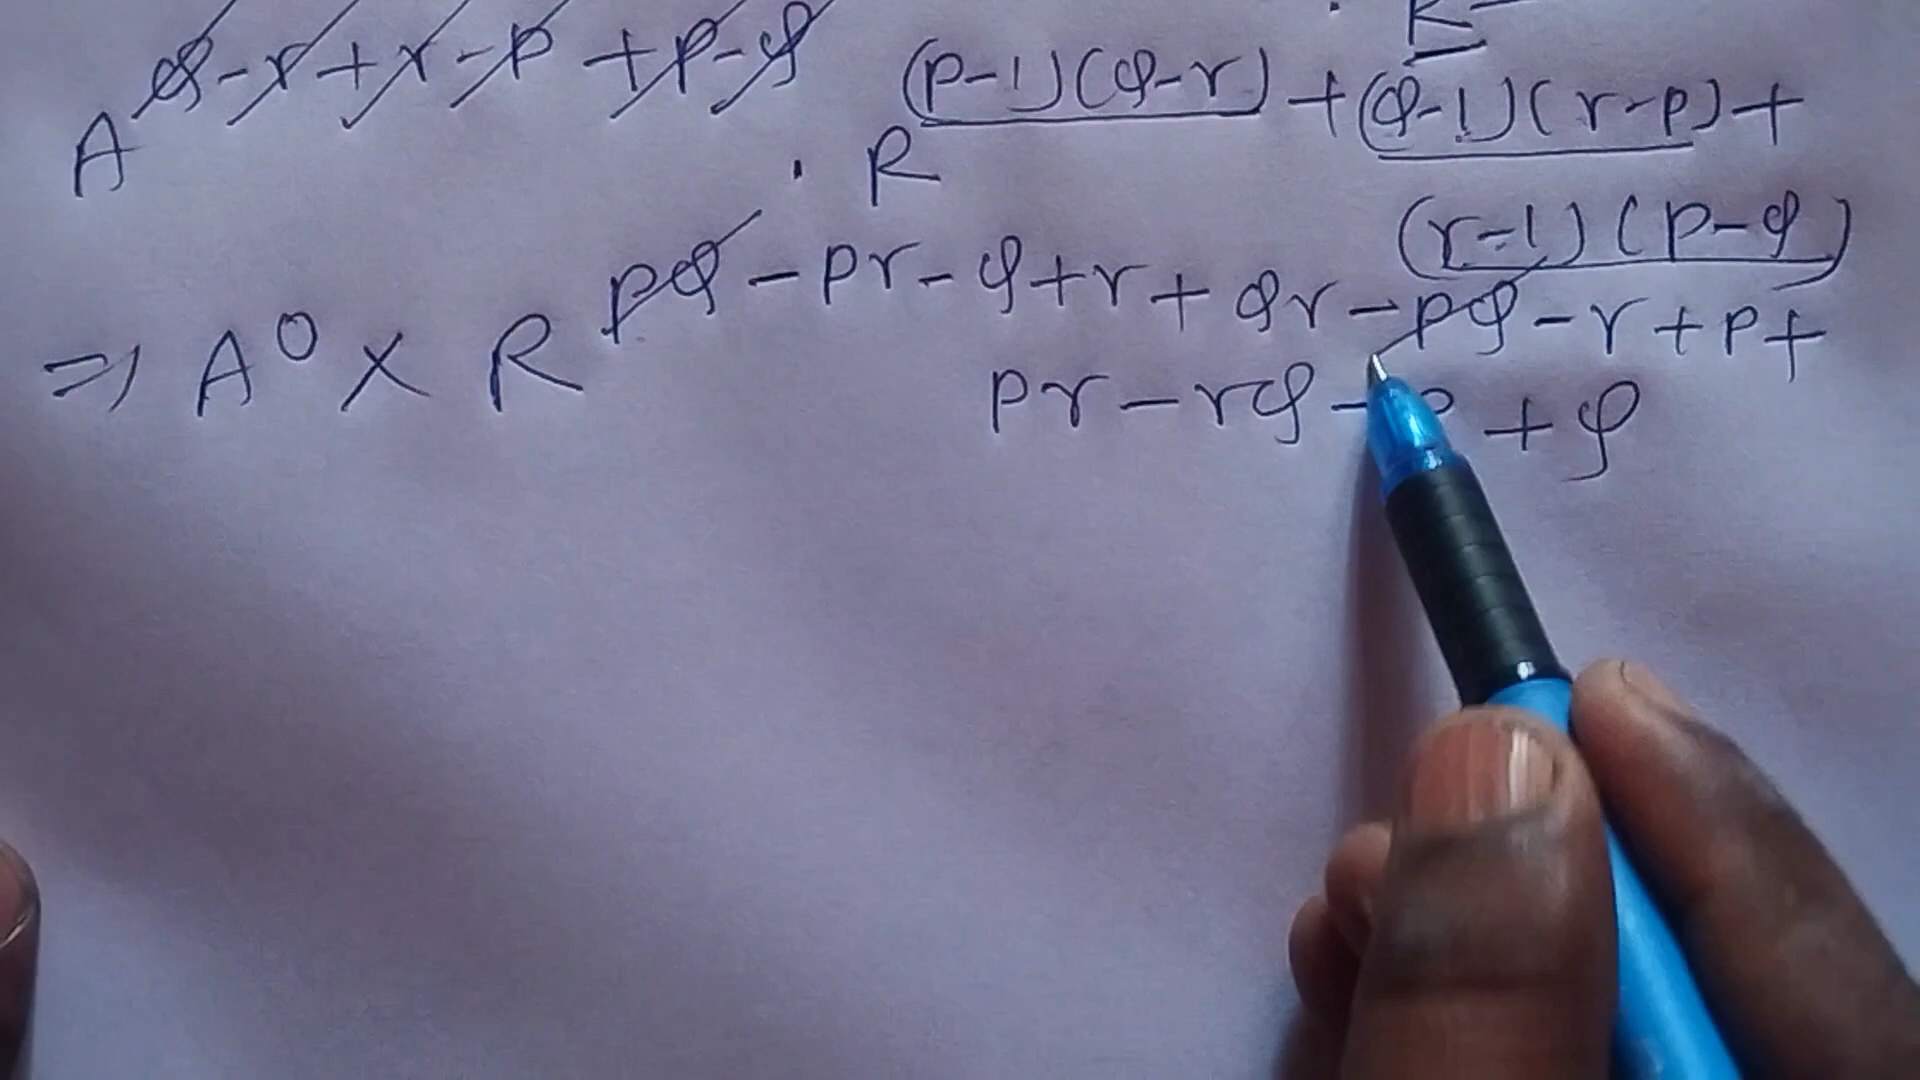 A^{q-r+r-p+p-q} . R^{(p-1)(q-r)+(q-1)(r-p)+
(r-1)(p-q)}
=> A^0 × R^{pq-pr-q+r+qr-pq-r+p+
pr-rq-p+q}